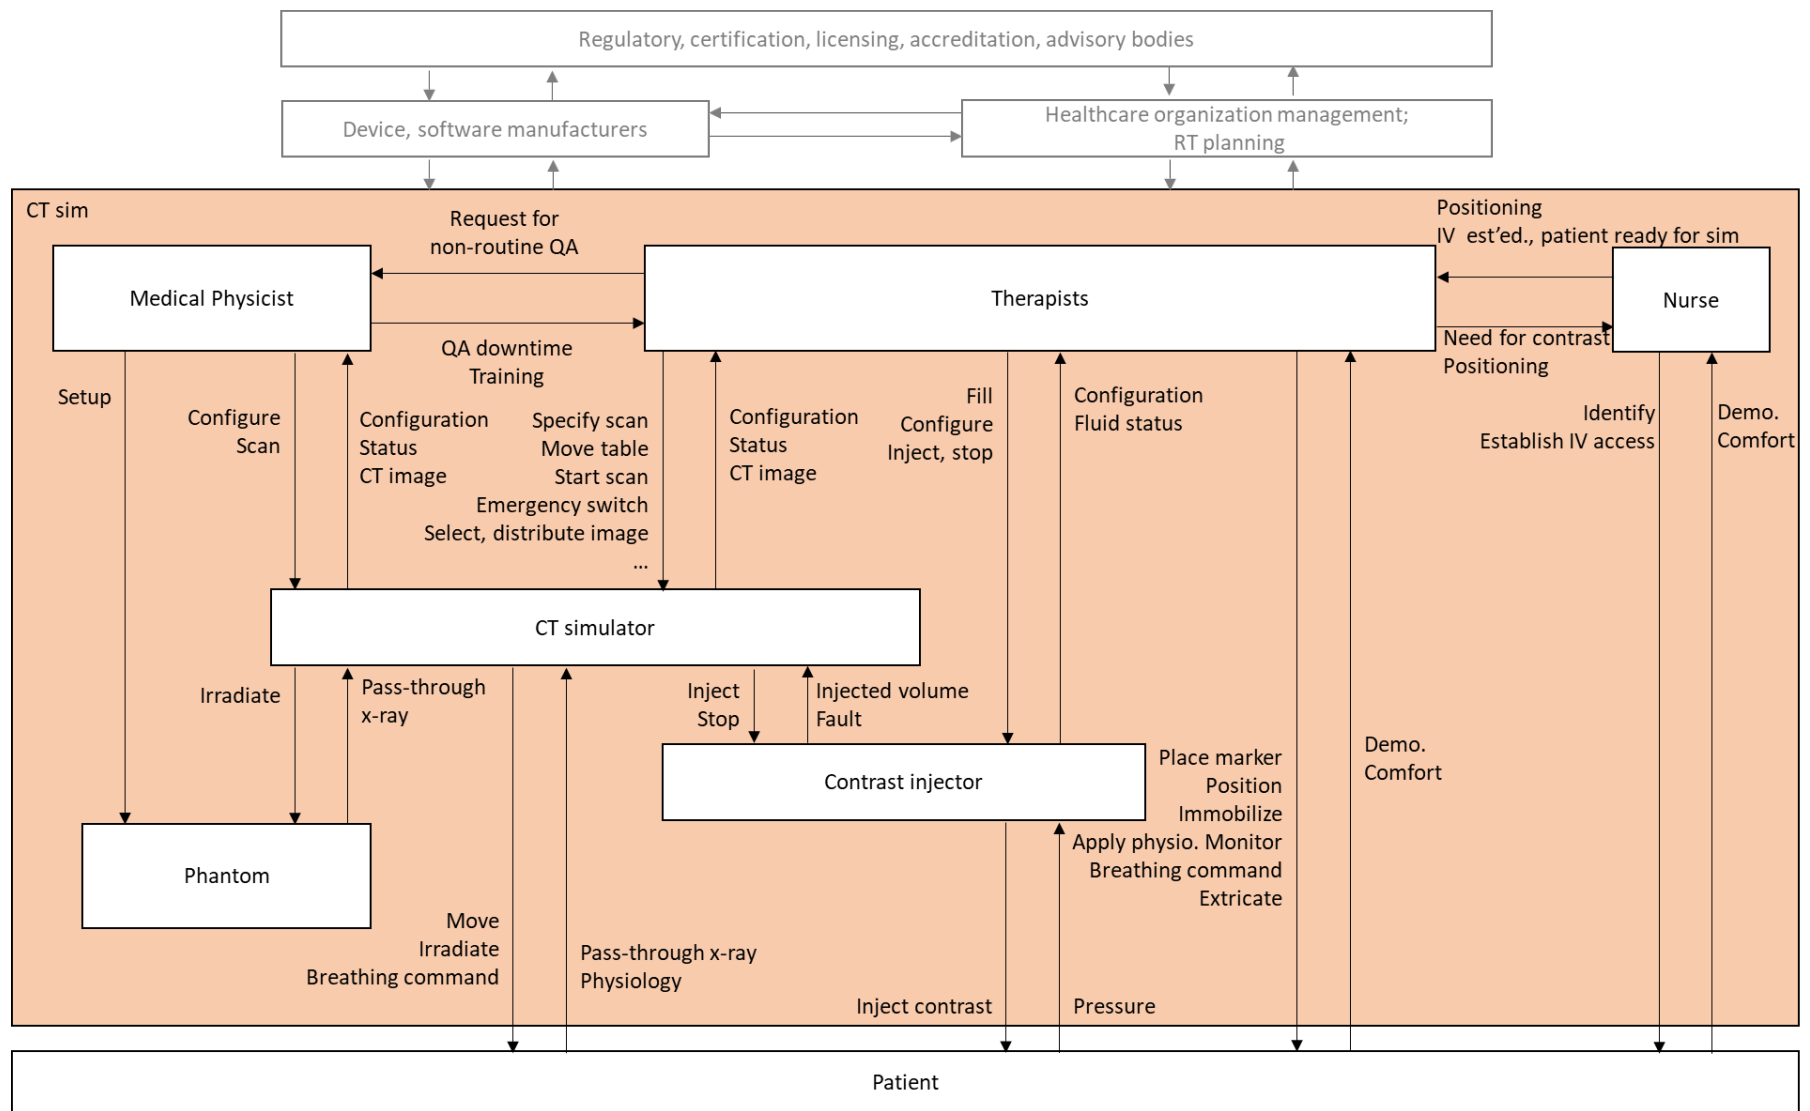 Regulatory, certification, licensing, accreditation, advisory bodies
Device, software manufacturers
Healthcare organization management;
RT planning
CT sim
Request for
non-routine QA
Positioning
IV est'ed., patient ready for sim
Medical Physicist
Therapists
Nurse
QA downtime
Training
Need for contrast
Positioning
Setup
Configure
Scan
Configuration
Status
CT image
Specify scan
Move table
Start scan
Emergency switch
Select, distribute image
...
Configuration
Status
CT image
Fill
Configure
Inject, stop
Configuration
Fluid status
Identify
Establish IV access
Demo.
Comfort
CT simulator
Irradiate
Pass-through
x-ray
Inject
Stop
Injected volume
Fault
Contrast injector
Place marker
Position
Immobilize
Apply physio. Monitor
Breathing command
Extricate
Demo.
Comfort
Phantom
Move
Irradiate
Breathing command
Pass-through x-ray
Physiology
Inject contrast
Pressure
Patient